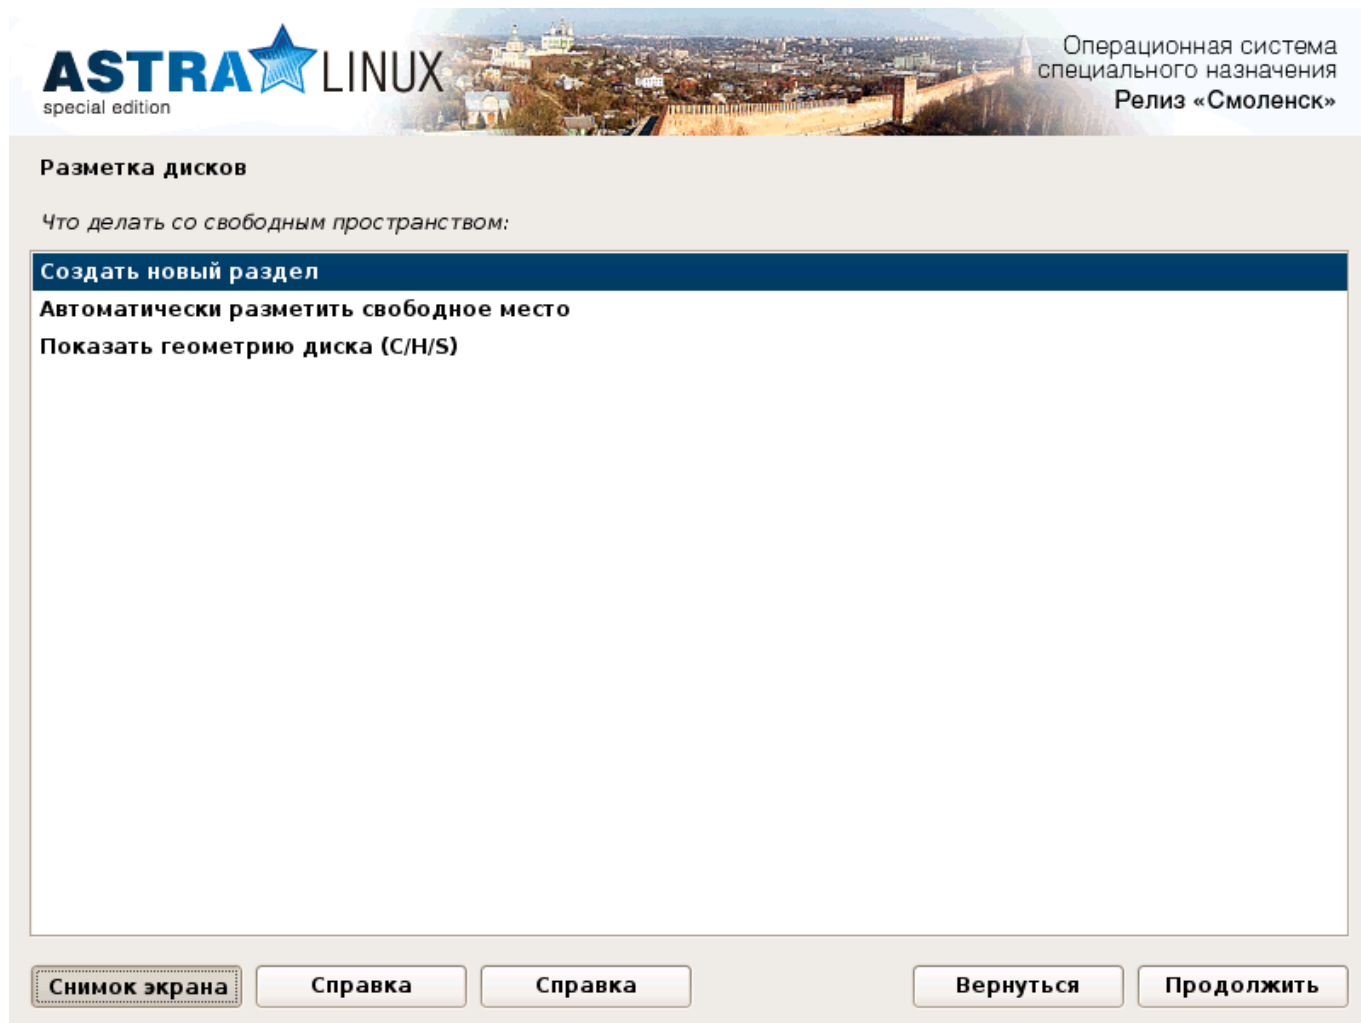 ASTRA LINUX
special edition
Операционная система
специального назначения
Релиз «Смоленск»
Разметка дисков
Что делать со свободным пространством:
Создать новый раздел
Автоматически разметить свободное место
Показать геометрию диска (C/H/S)
Снимок экрана
Справка
Справка
Вернуться
Продолжить